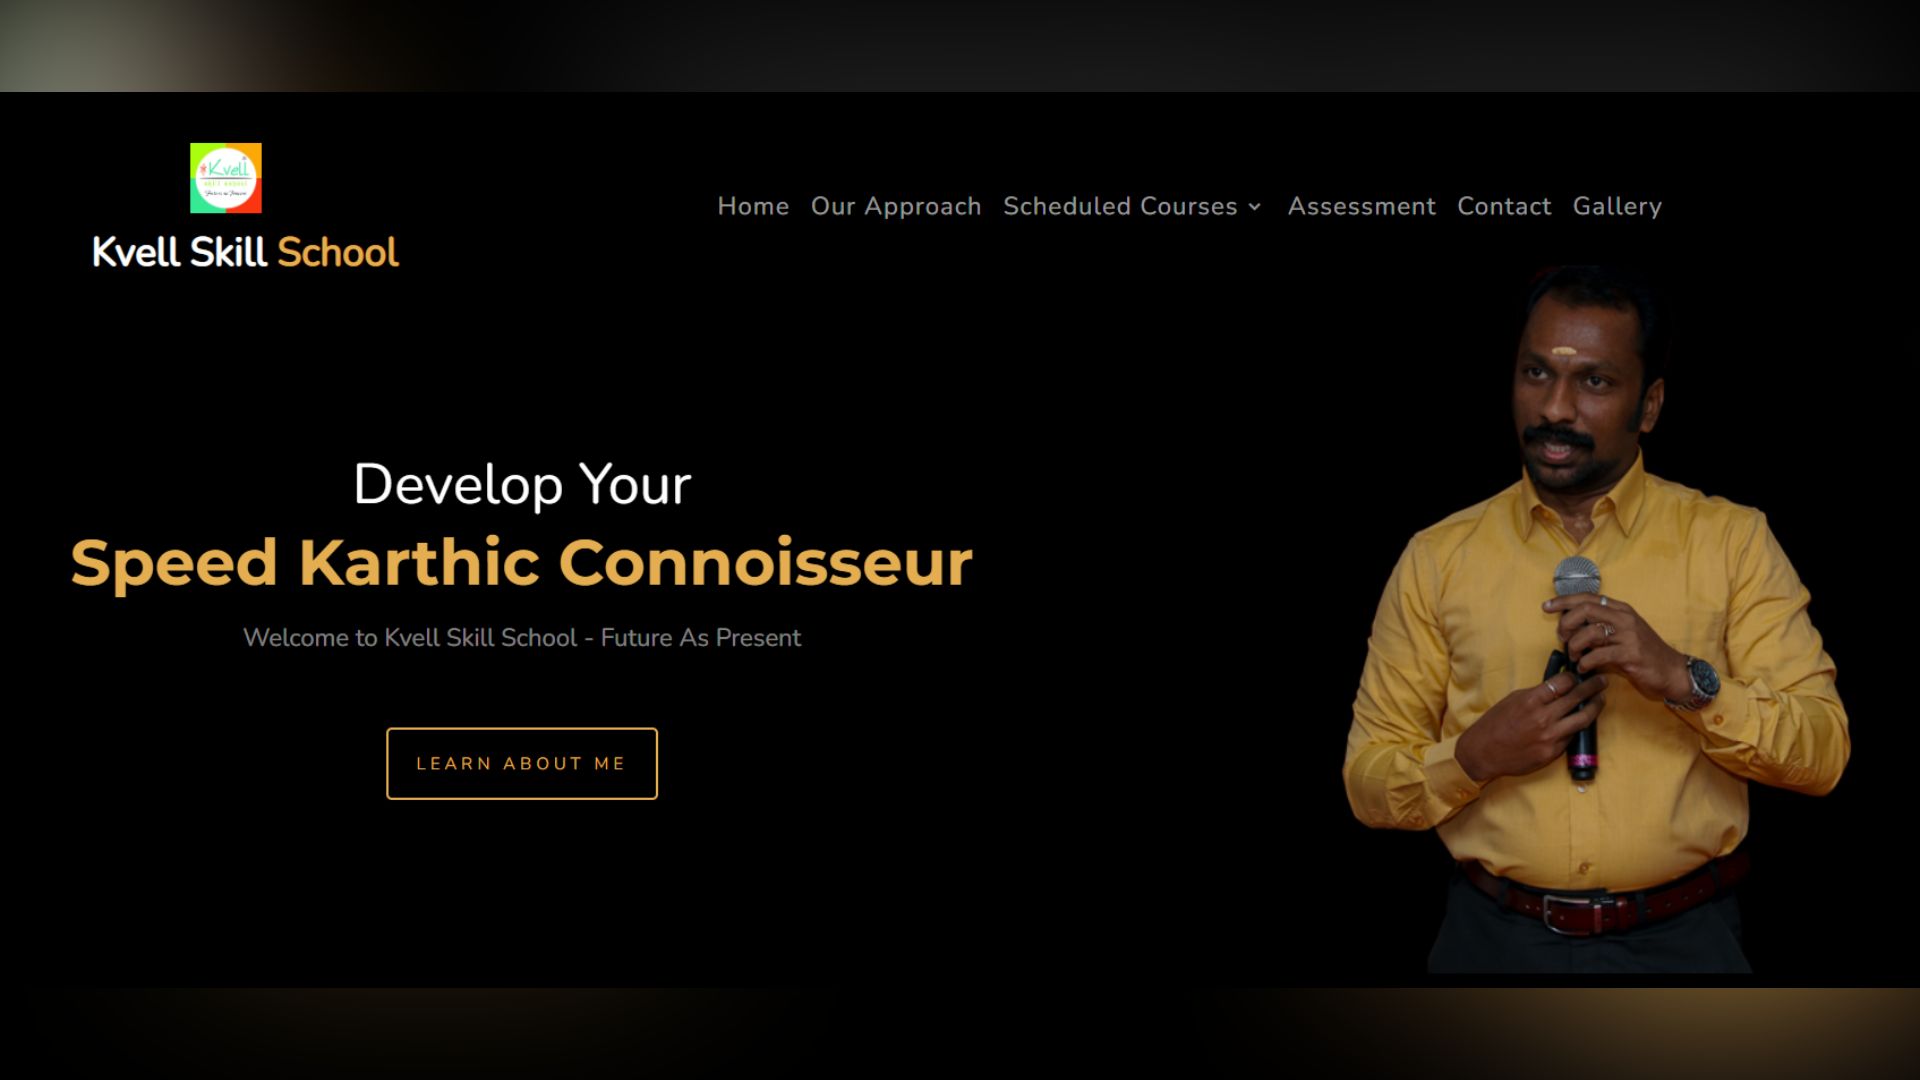 Kvell
Kvell Skill School
Home Our Approach Scheduled Courses Assessment Contact Gallery
Develop Your
Speed Karthic Connoisseur
Welcome to Kvell Skill School - Future As Present
LEARN ABOUT ME